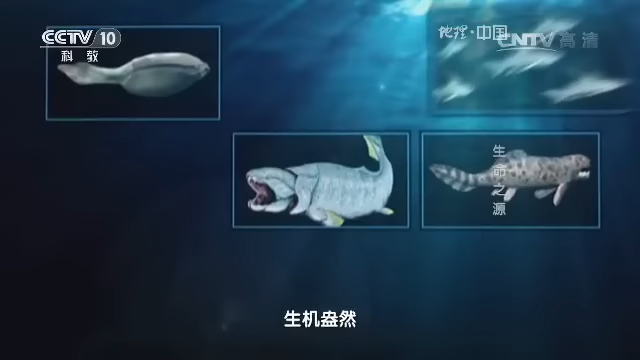 CCTV 10
科教
地理·中国
CNTV 高清
生命之源
生机盎然